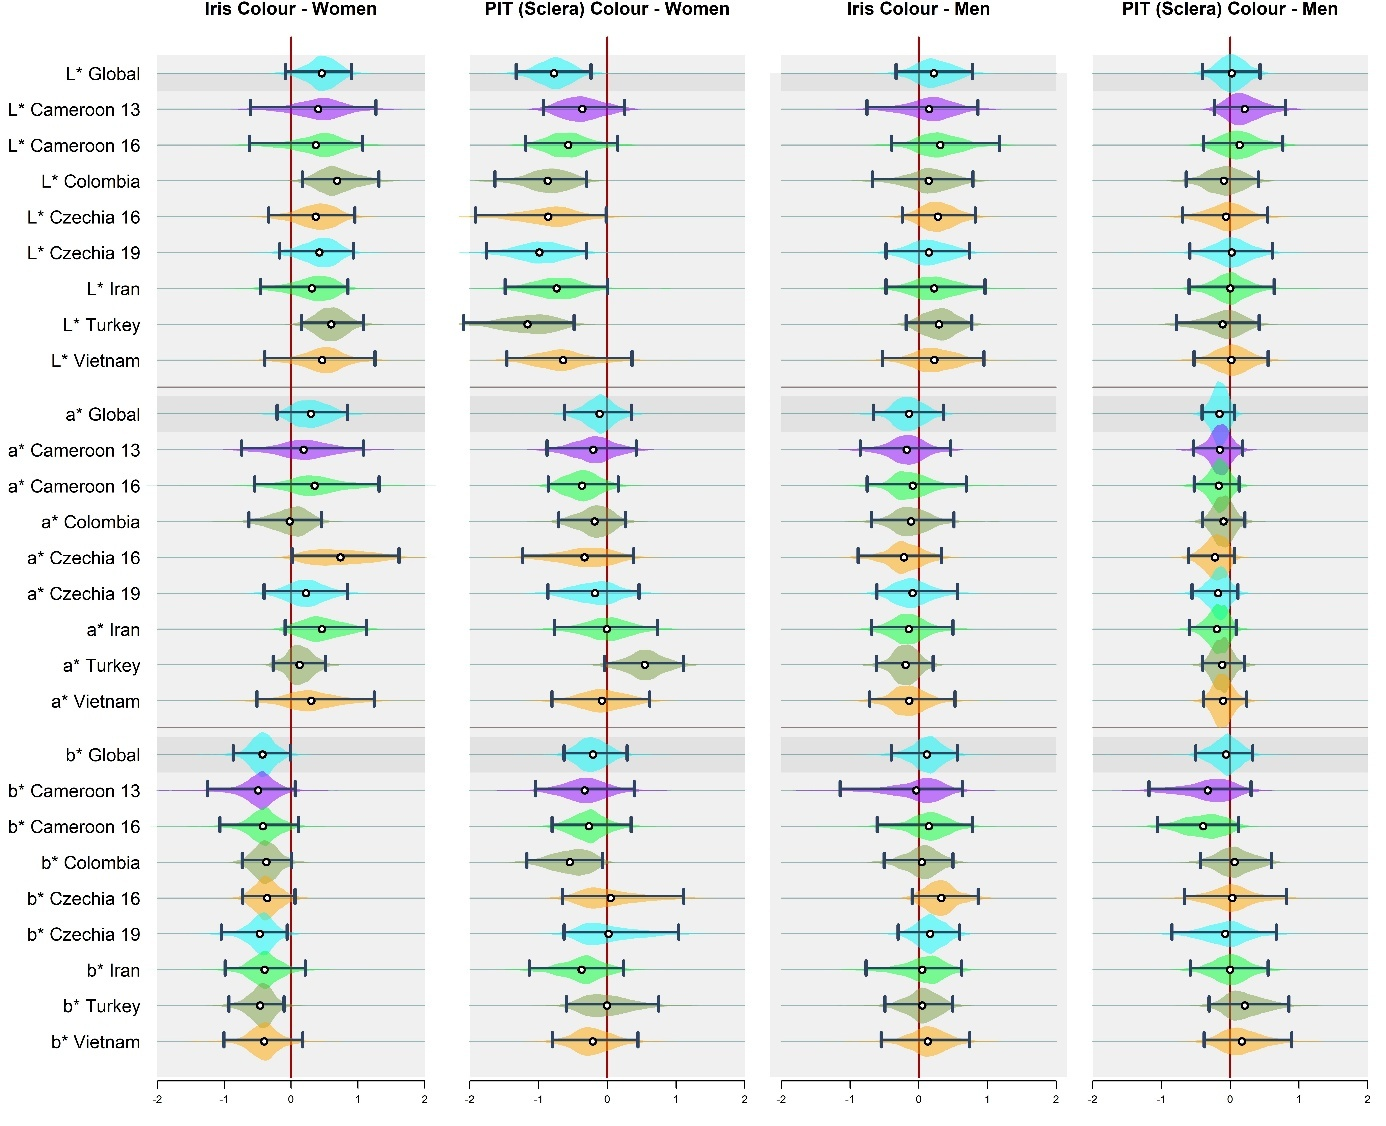 Iris Colour - Women PIT (Sclera) Colour - Women Iris Colour - Men PIT (Sclera) Colour - Men
L* Global
L* Cameroon 13
L* Cameroon 16
L* Colombia
L* Czechia 16
L* Czechia 19
L* Iran
L* Turkey
L* Vietnam
a* Global
a* Cameroon 13
a* Cameroon 16
a* Colombia
a* Czechia 16
a* Czechia 19
a* Iran
a* Turkey
a* Vietnam
b* Global
b* Cameroon 13
b* Cameroon 16
b* Colombia
b* Czechia 16
b* Czechia 19
b* Iran
b* Turkey
b* Vietnam
-2 -1 0 1 2 -2 -1 0 1 2 -2 -1 0 1 2 -2 -1 0 1 2